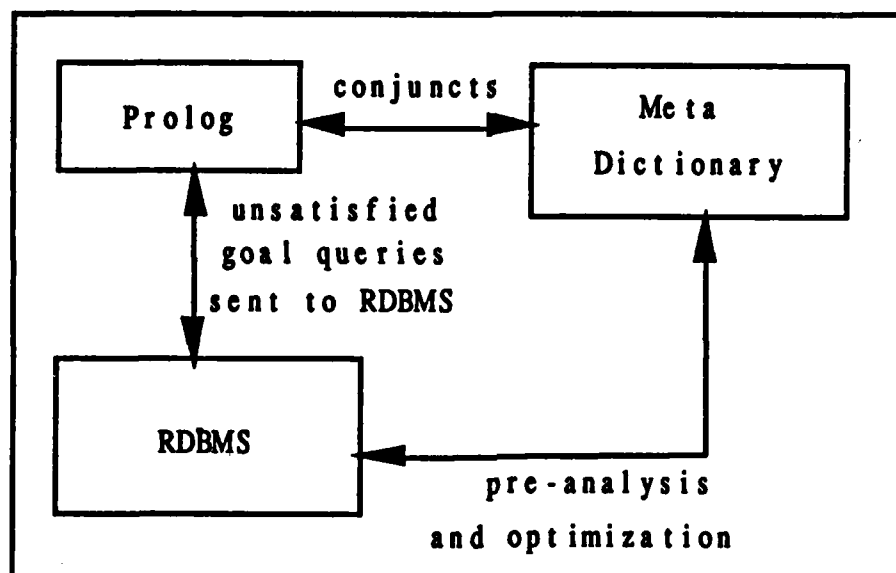 conjuncts
Prolog
Meta
Dictionary
unsatisfied
goal queries
sent to RDBMS
RDBMS
pre-analysis
and optimization